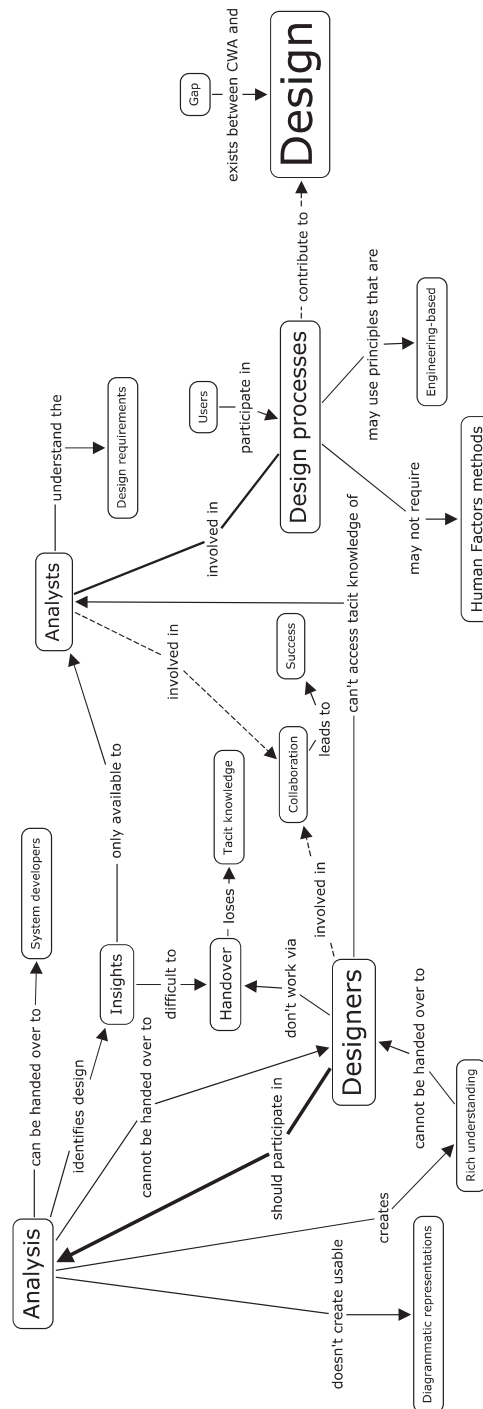 Analysis
can be handed over to
System developers
identifies design
Insights
only available to
Analysts
understand the
Design requirements
cannot be handed over to
difficult to
Handover
loses
Tacit knowledge
involved in
involved in
Users
participate in
Design processes
contribute to
Design
Gap
exists between CWA and
should participate in
Designers
don't work via
involved in
Collaboration
leads to
Success
can't access tacit knowledge of
may not require
Human Factors methods
may use principles that are
Engineering-based
doesn't create usable
Diagrammatic representations
creates
Rich understanding
cannot be handed over to